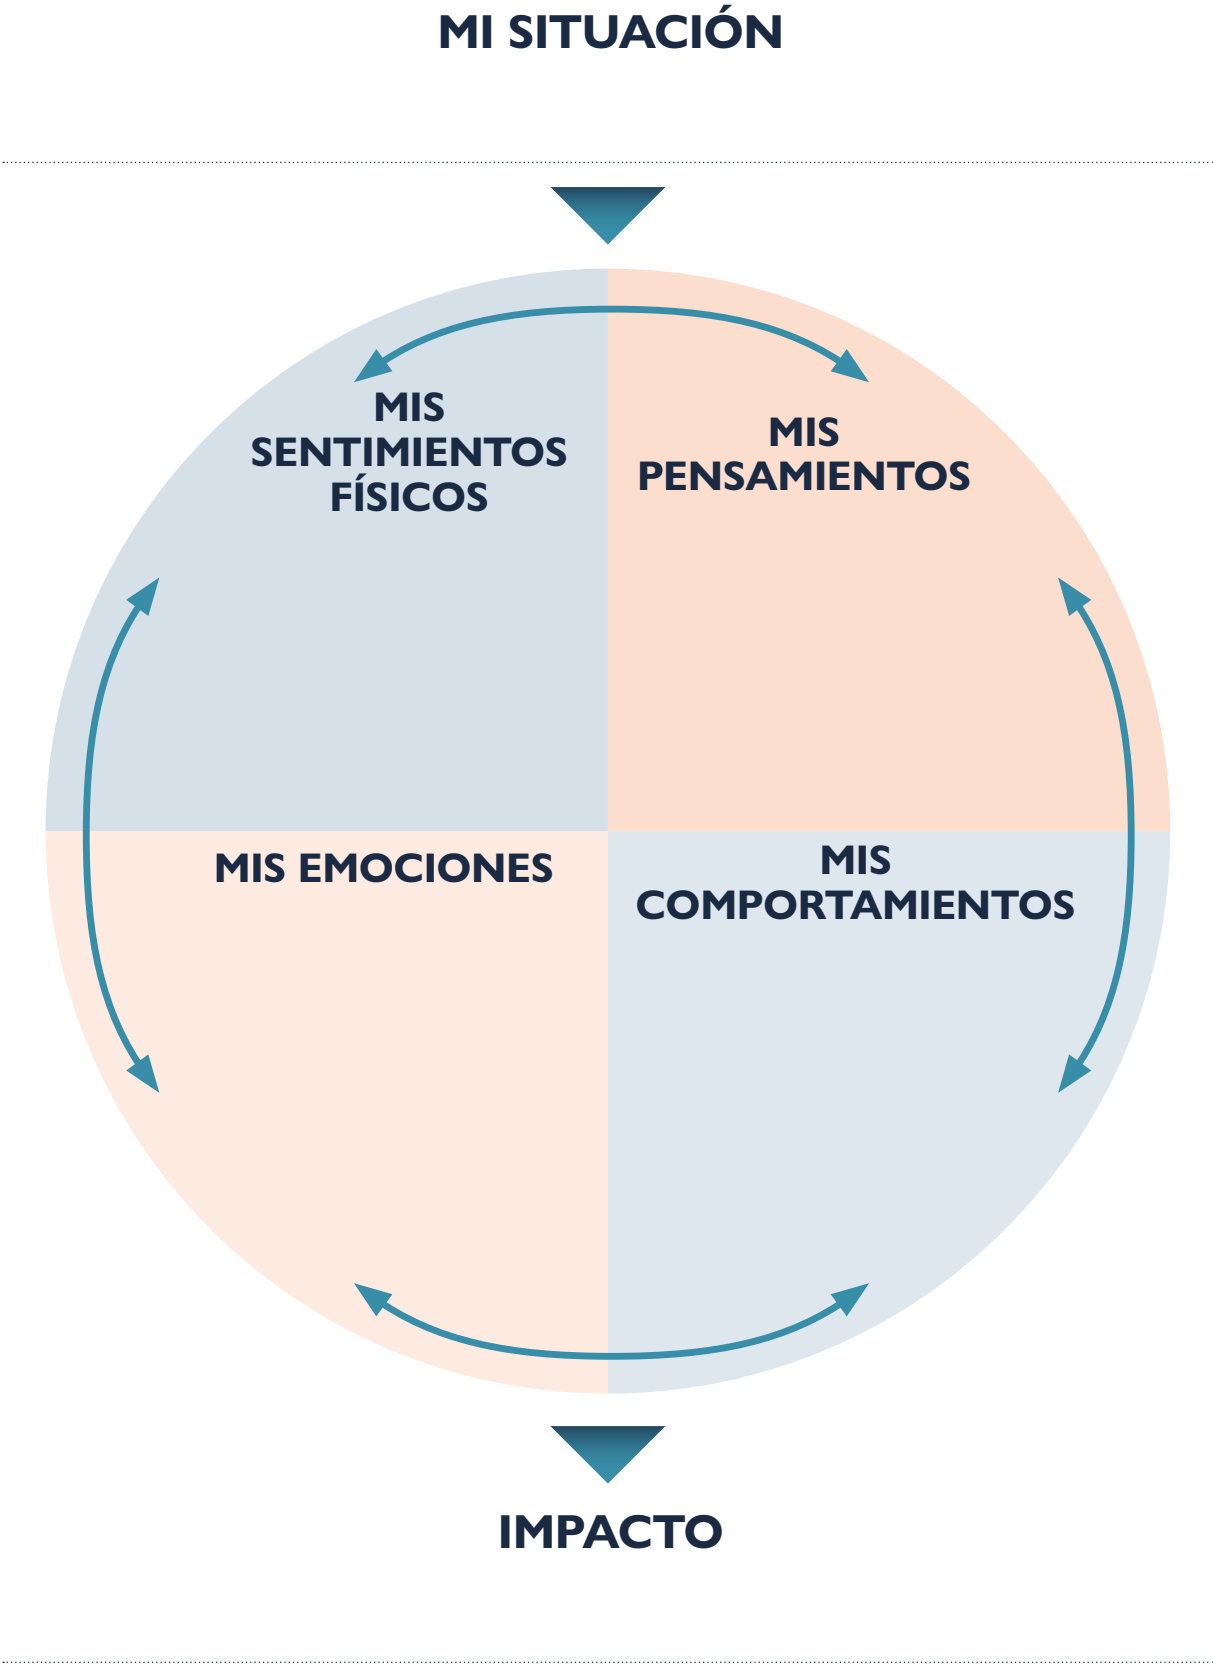 MI SITUACIÓN
MIS
SENTIMIENTOS
FÍSICOS
MIS
PENSAMIENTOS
MIS EMOCIONES
MIS
COMPORTAMIENTOS
IMPACTO